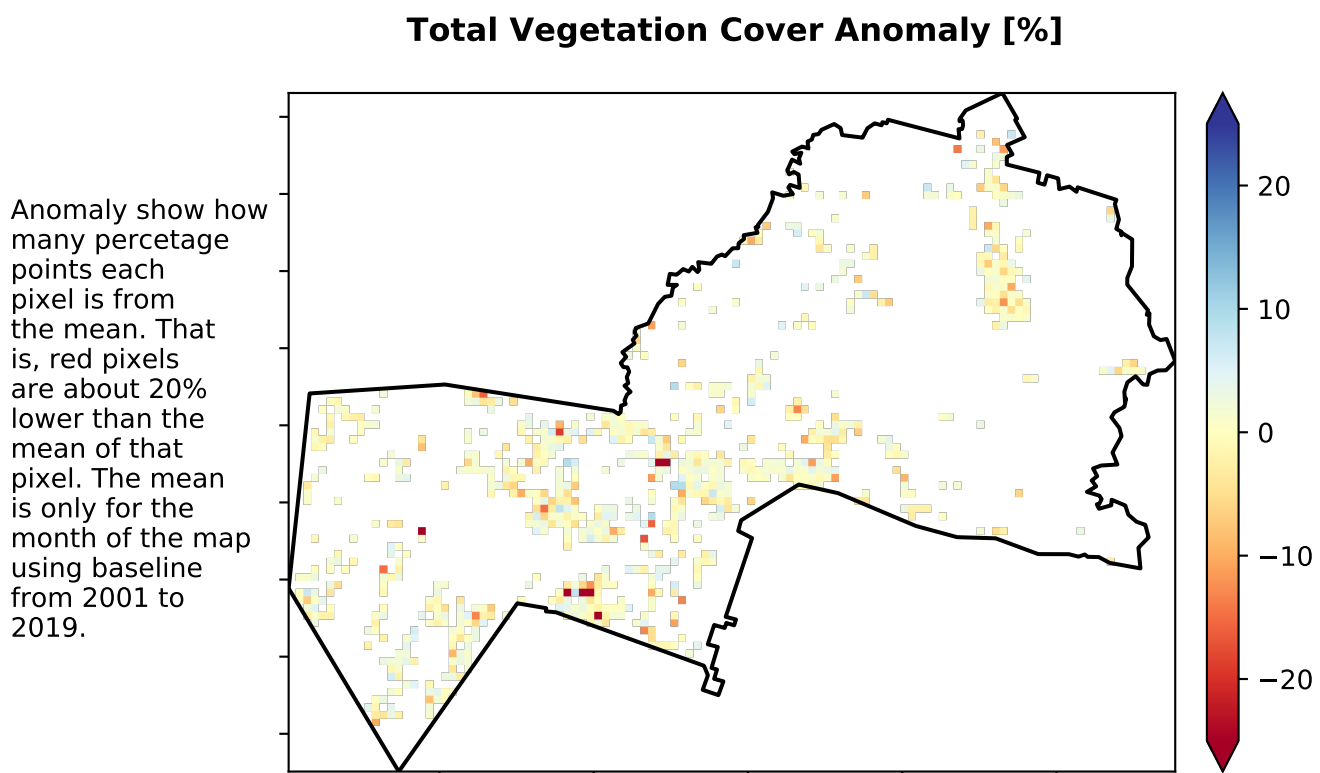 Total Vegetation Cover Anomaly [%]
Anomaly show how
many percetage
points each
pixel is from
the mean. That
is, red pixels
are about 20%
lower than the
mean of that
pixel. The mean
is only for the
month of the map
using baseline
from 2001 to
2019.
20
10
0
−10
−20